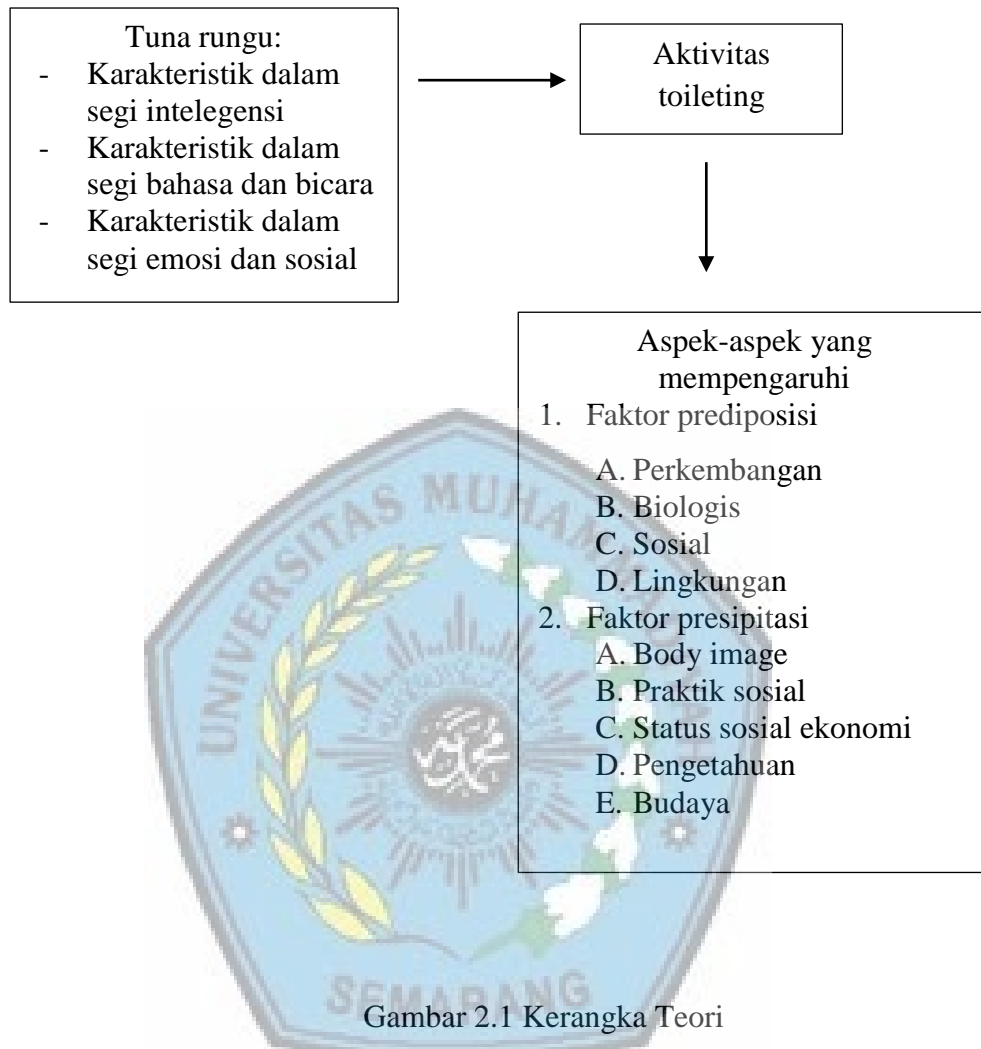 Tuna rungu:
- Karakteristik dalam
segi intelegensi
- Karakteristik dalam
segi bahasa dan bicara
- Karakteristik dalam
segi emosi dan sosial
Aktivitas
toileting
Aspek-aspek yang
mempengaruhi
1. Faktor prediposisi
A. Perkembangan
B. Biologis
C. Sosial
D. Lingkungan
2. Faktor presipitasi
A. Body image
B. Praktik sosial
C. Status sosial ekonomi
D. Pengetahuan
E. Budaya
UNIVERSITAS
SEMARANG
Gambar 2.1 Kerangka Teori